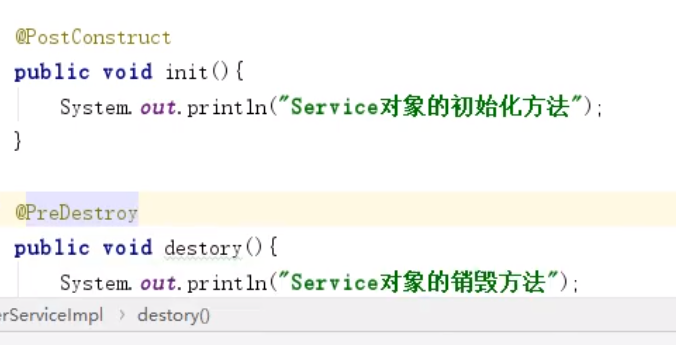 @PostConstruct
public void init(){
System.out.println("Service对象的初始化方法");
}
@PreDestroy
public void destory(){
System.out.println("Service对象的销毁方法");
erServiceImpl > destory()